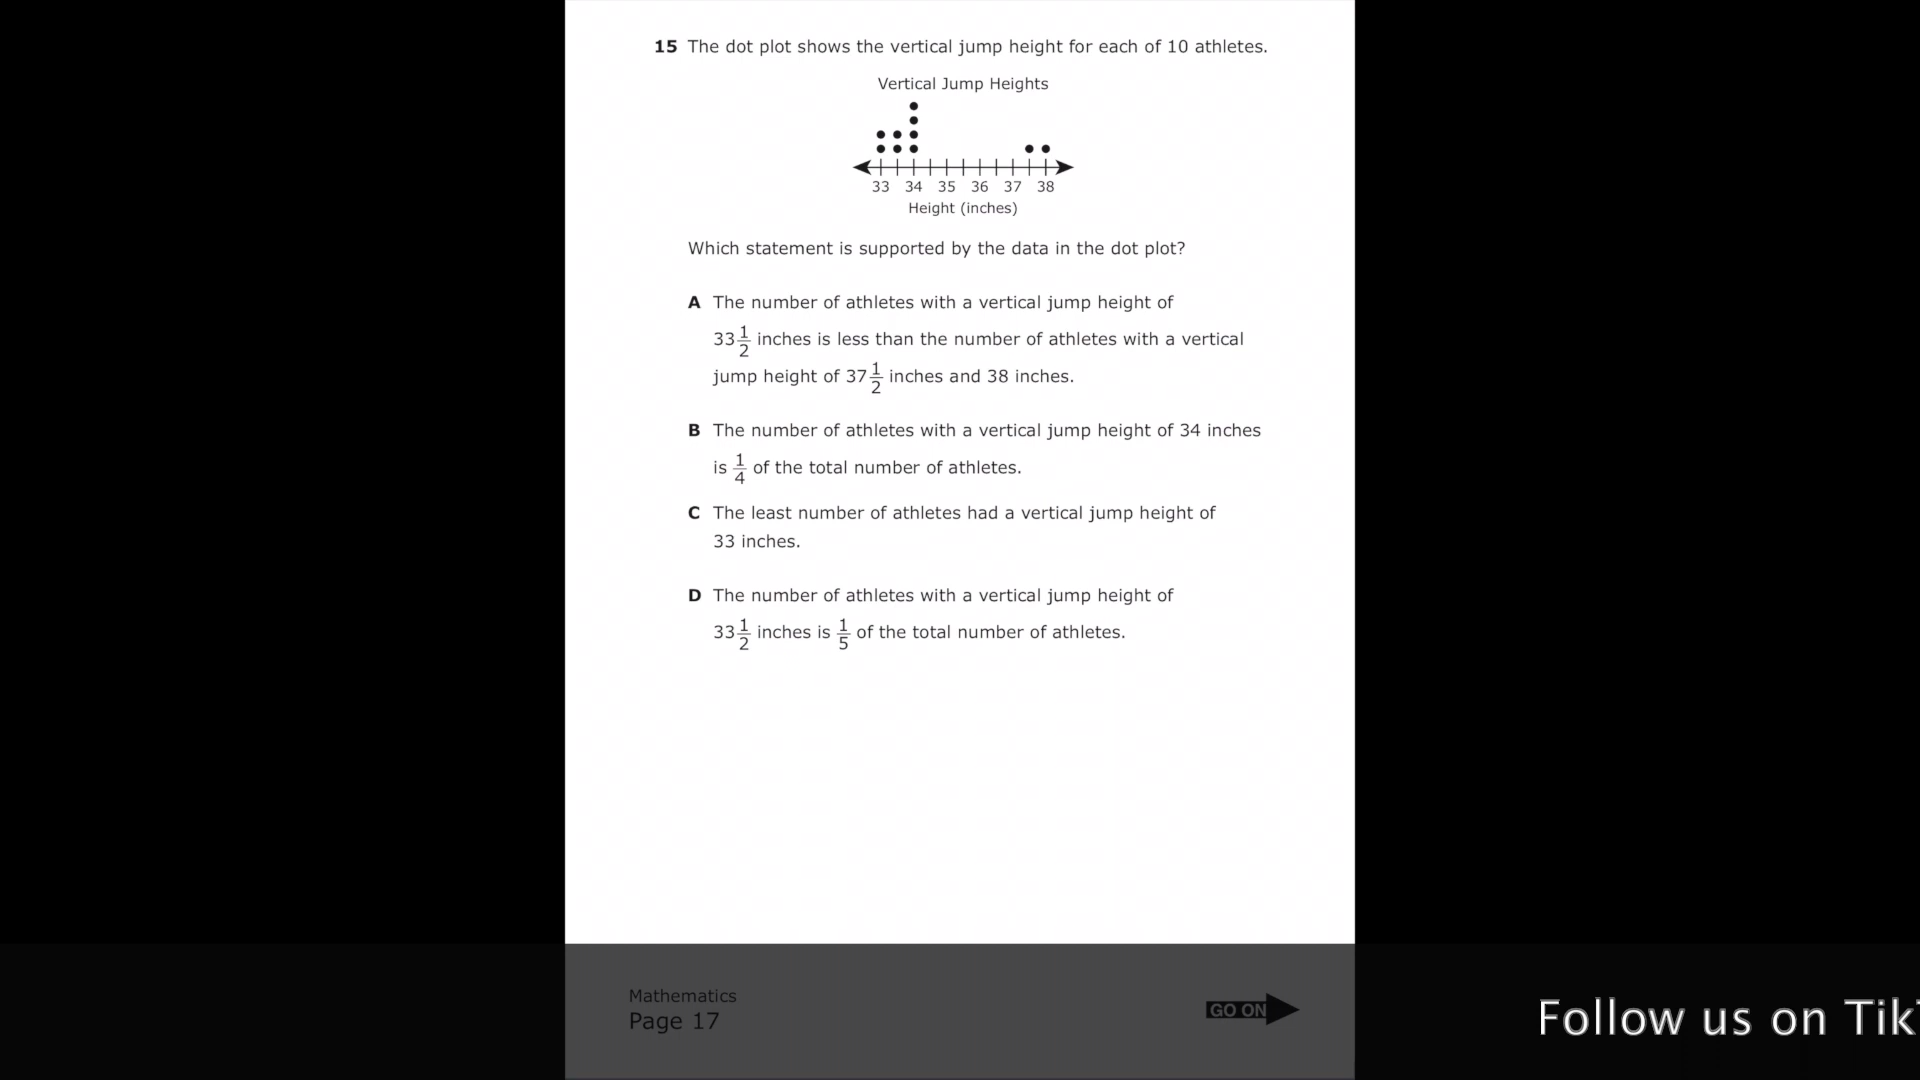 15 The dot plot shows the vertical jump height for each of 10 athletes.
Vertical Jump Heights
33 34 35 36 37 38
Height (inches)
Which statement is supported by the data in the dot plot?
A The number of athletes with a vertical jump height of
33 1/2 inches is less than the number of athletes with a vertical
jump height of 37 1/2 inches and 38 inches.
B The number of athletes with a vertical jump height of 34 inches
is 1/4 of the total number of athletes.
C The least number of athletes had a vertical jump height of
33 inches.
D The number of athletes with a vertical jump height of
33 1/2 inches is 1/5 of the total number of athletes.
Mathematics
Page 17
GO ON
Follow us on Tik